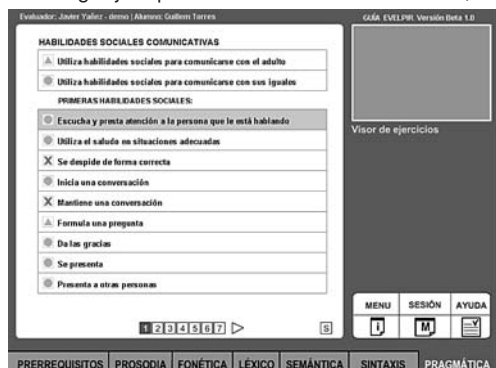 Evaluador: Javier Yañez - demo | Alumno: Guillem Torres
GUÍA EVELPIR. Versión Beta 1.0
HABILIDADES SOCIALES COMUNICATIVAS
Utiliza habilidades sociales para comunicarse con el adulto
Utiliza habilidades sociales para comunicarse con sus iguales
PRIMERAS HABILIDADES SOCIALES:
Escucha y presta atención a la persona que le está hablando
Utiliza el saludo en situaciones adecuadas
Se despide de forma correcta
Inicia una conversación
Mantiene una conversación
Formula una pregunta
Da las gracias
Se presenta
Presenta a otras personas
1 2 3 4 5 6 7
S
Visor de ejercicios
MENU SESIÓN AYUDA
PRERREQUISITOS PROSODIA FONÉTICA LÉXICO SEMÁNTICA SINTAXIS PRAGMÁTICA